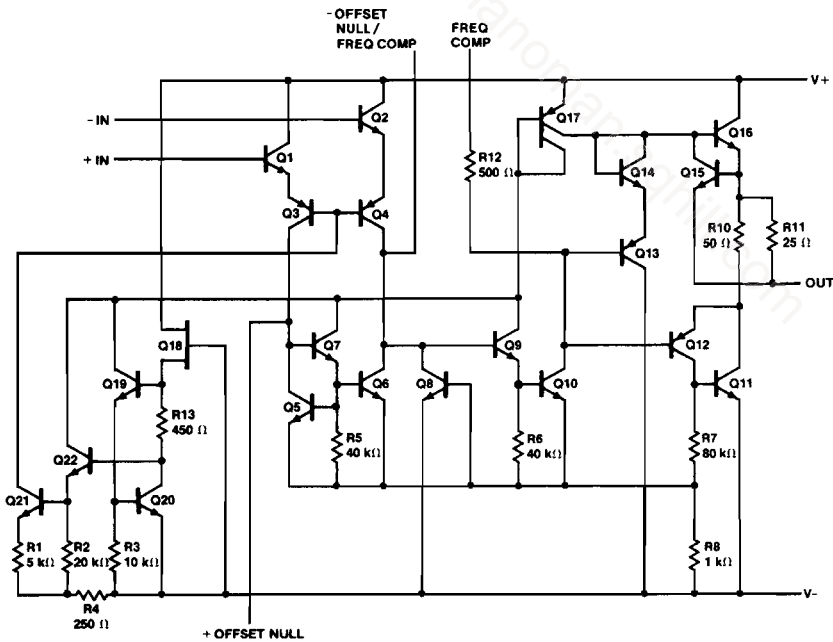 - OFFSET
NULL /
FREQ COMP
FREQ
COMP
V+
- IN
Q2
Q17
Q16
+ IN
Q1
R12
500 Ω
Q14
Q15
Q3
Q4
R10
50 Ω
R11
25 Ω
Q13
OUT
Q18
Q7
Q9
Q12
Q19
Q6
Q8
Q10
Q11
R13
450 Ω
Q5
R5
40 kΩ
R6
40 kΩ
R7
80 kΩ
Q22
Q21
Q20
R1
5 kΩ
R2
20 kΩ
R3
10 kΩ
R8
1 kΩ
R4
250 Ω
V-
+ OFFSET NULL